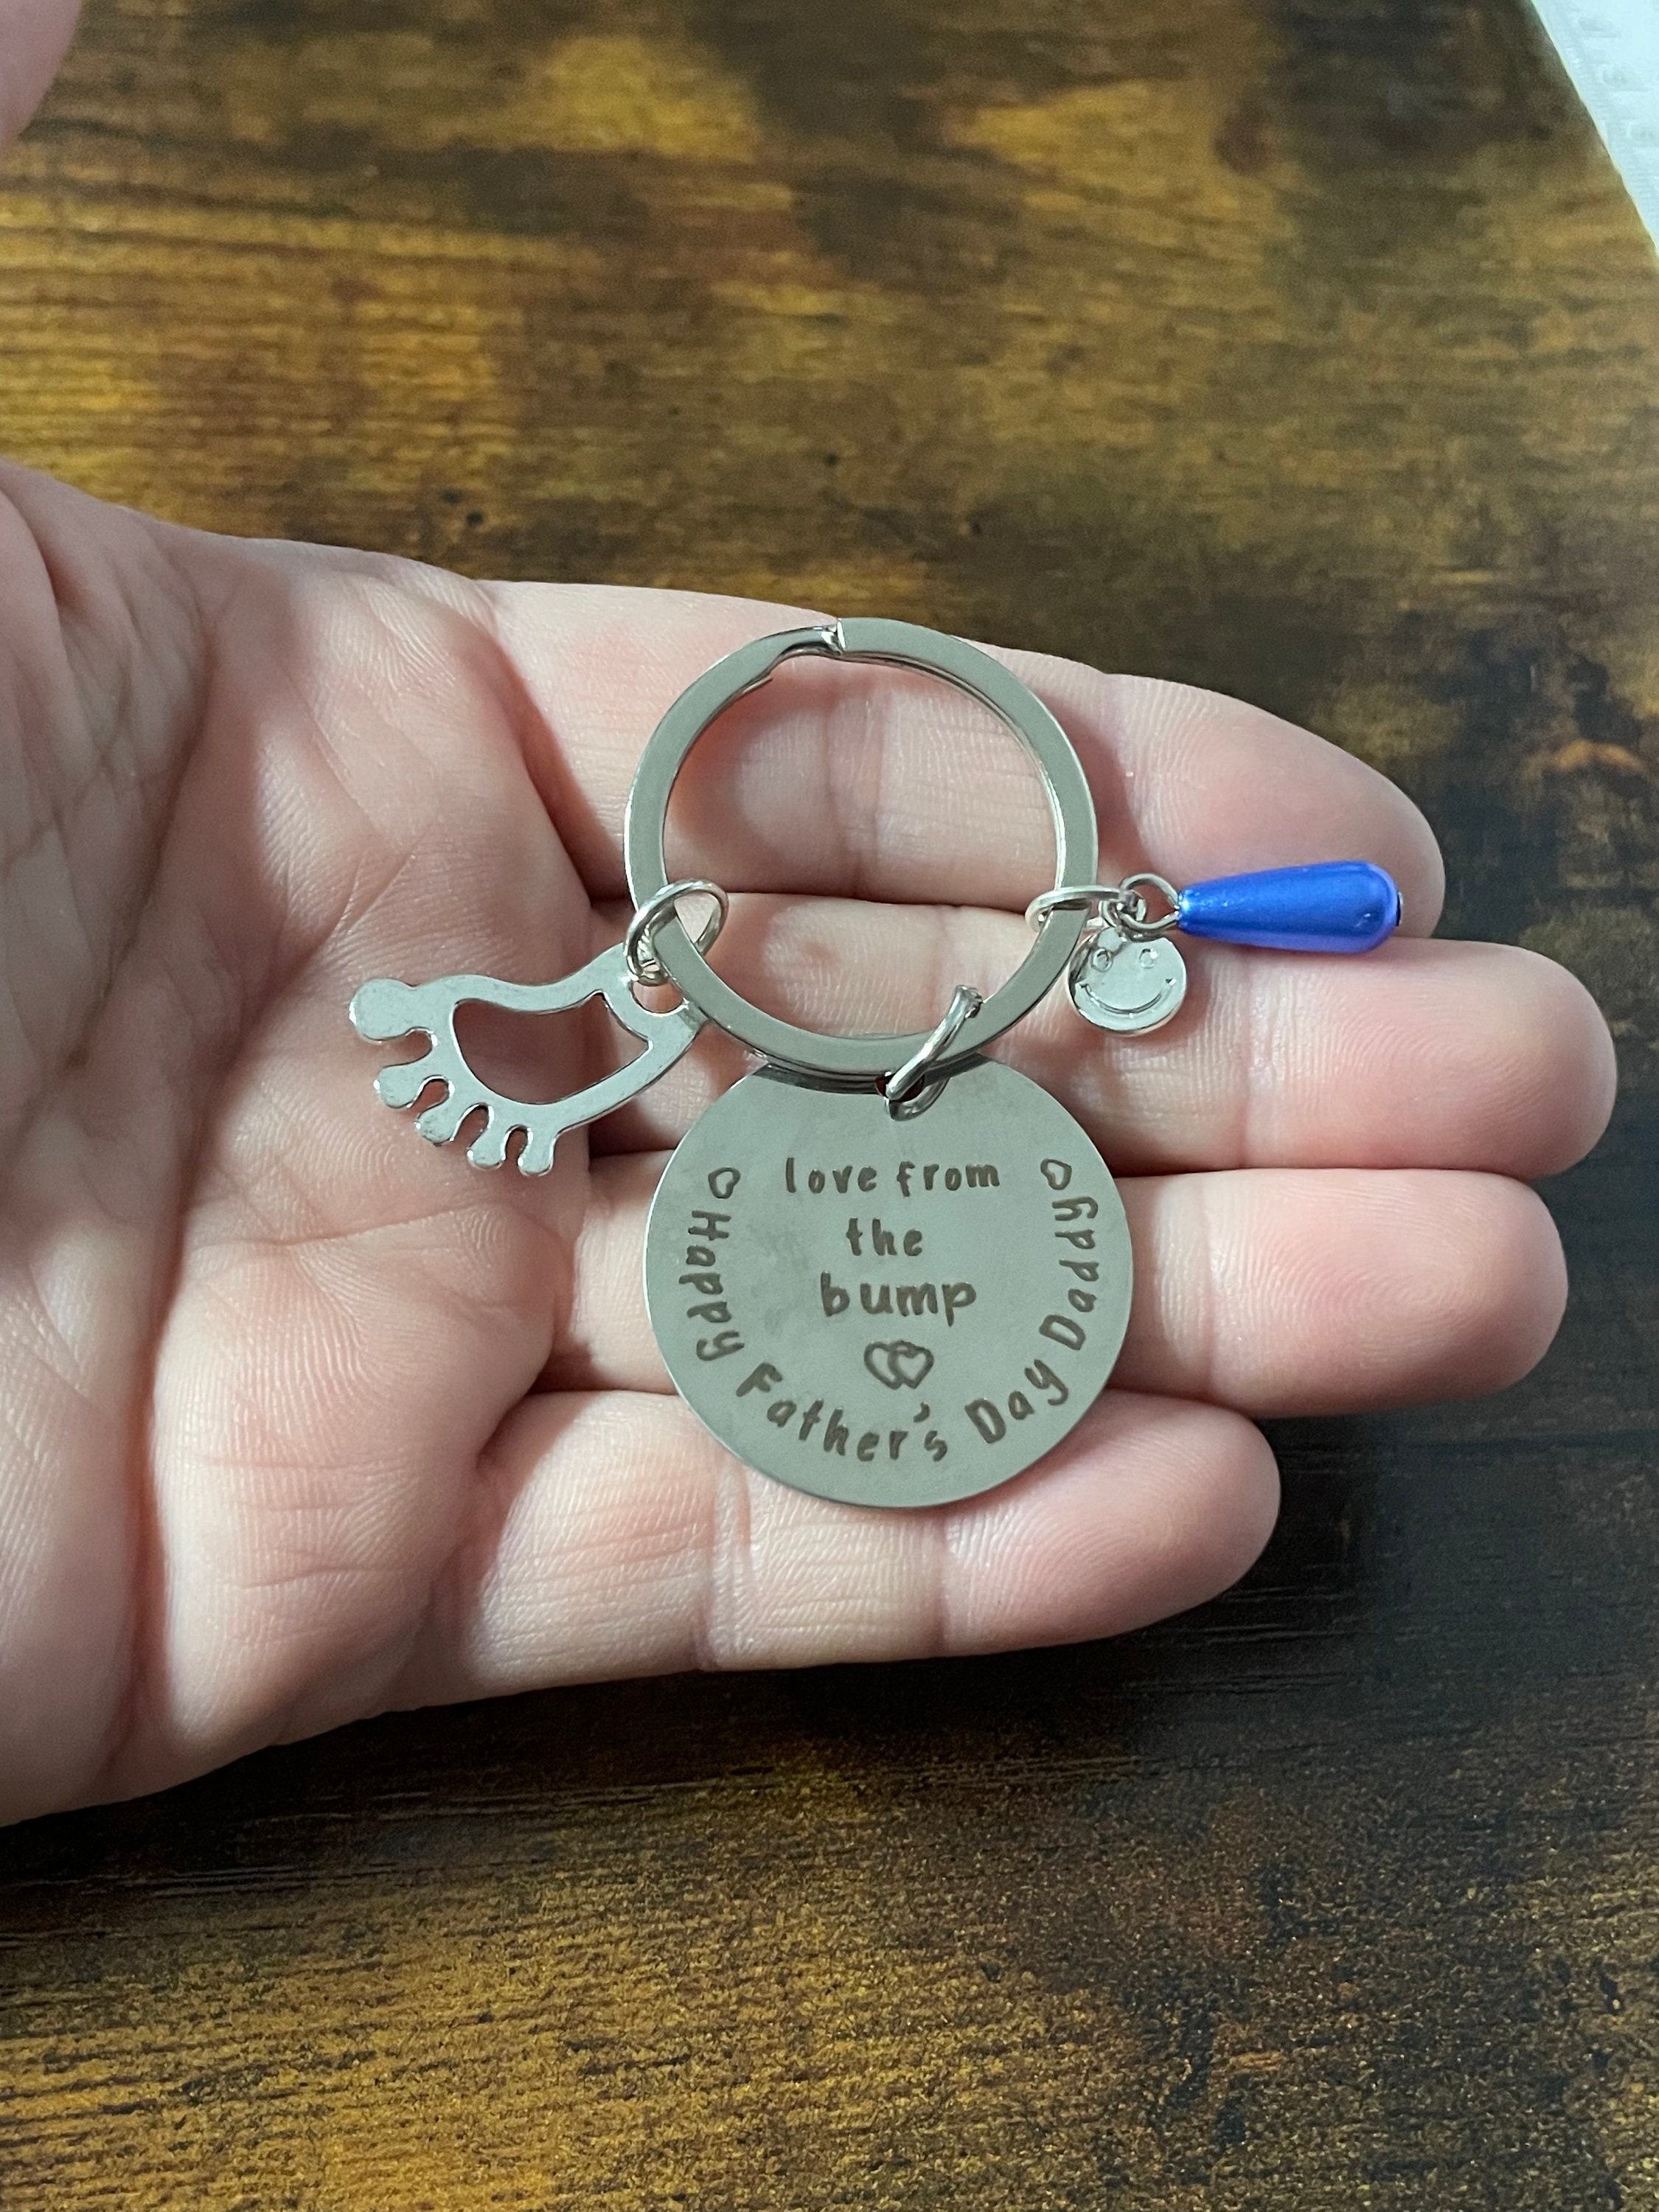 love from
the
bump
Happy Father's Day Daddy